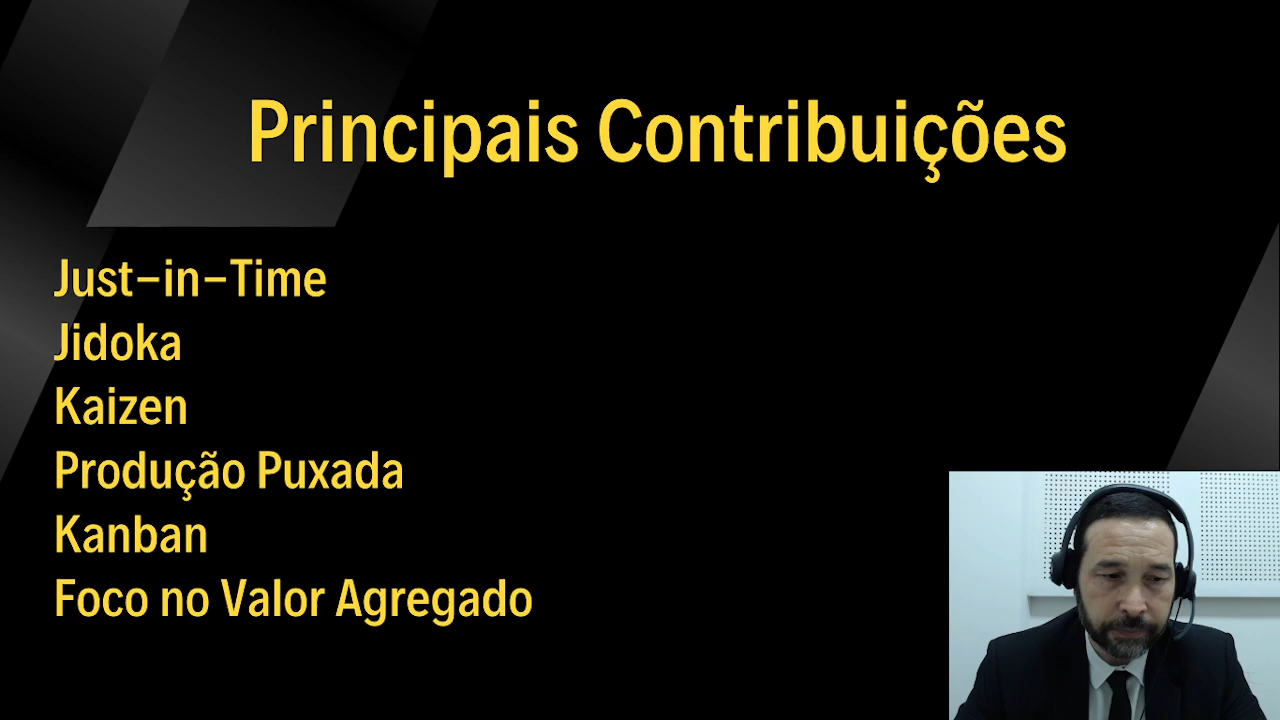 Principais Contribuições
Just-in-Time
Jidoka
Kaizen
Produção Puxada
Kanban
Foco no Valor Agregado